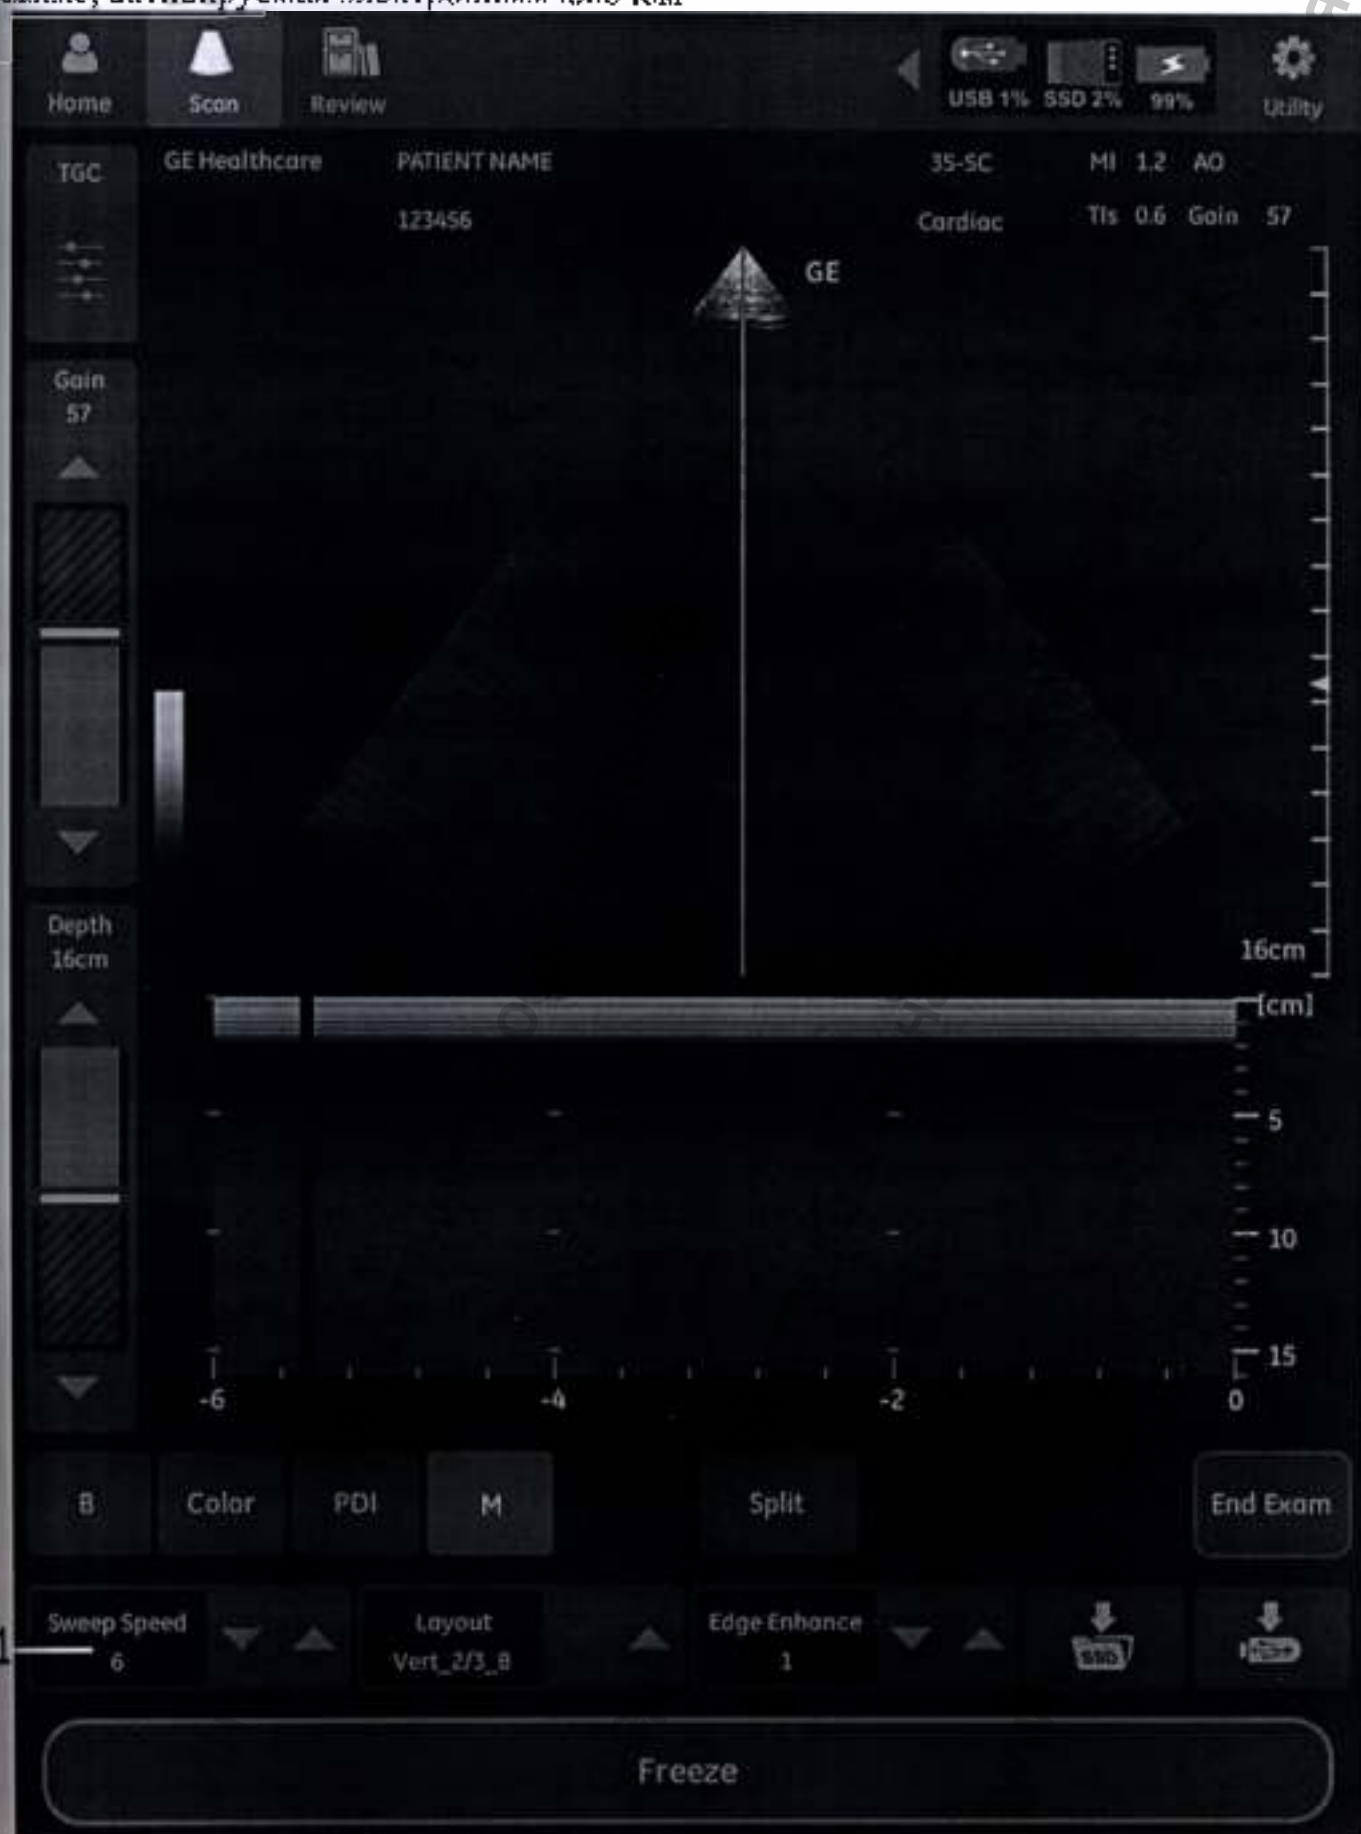 Home Scan Review USB 1% SSD 2% 99% Utility
TGC GE Healthcare PATIENT NAME 3S-SC MI 1.2 AO
123456 Cardiac TIs 0.6 Gain 57
GE
Gain
57
Depth
16cm
16cm
[cm]
5
10
15
-6 -4 -2 0
B Color PDI M Split End Exam
Sweep Speed Layout Edge Enhance SSD
1
6 Vert_2/3_B 1
Freeze